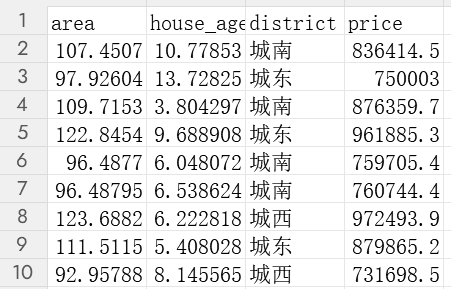 1 area house_age district price
2 107.4507 10.77853 城南 836414.5
3 97.92604 13.72825 城东 750003
4 109.7153 3.804297 城南 876359.7
5 122.8454 9.688908 城东 961885.3
6 96.4877 6.048072 城南 759705.4
7 96.48795 6.538624 城南 760744.4
8 123.6882 6.222818 城西 972493.9
9 111.5115 5.408028 城东 879865.2
10 92.95788 8.145565 城西 731698.5